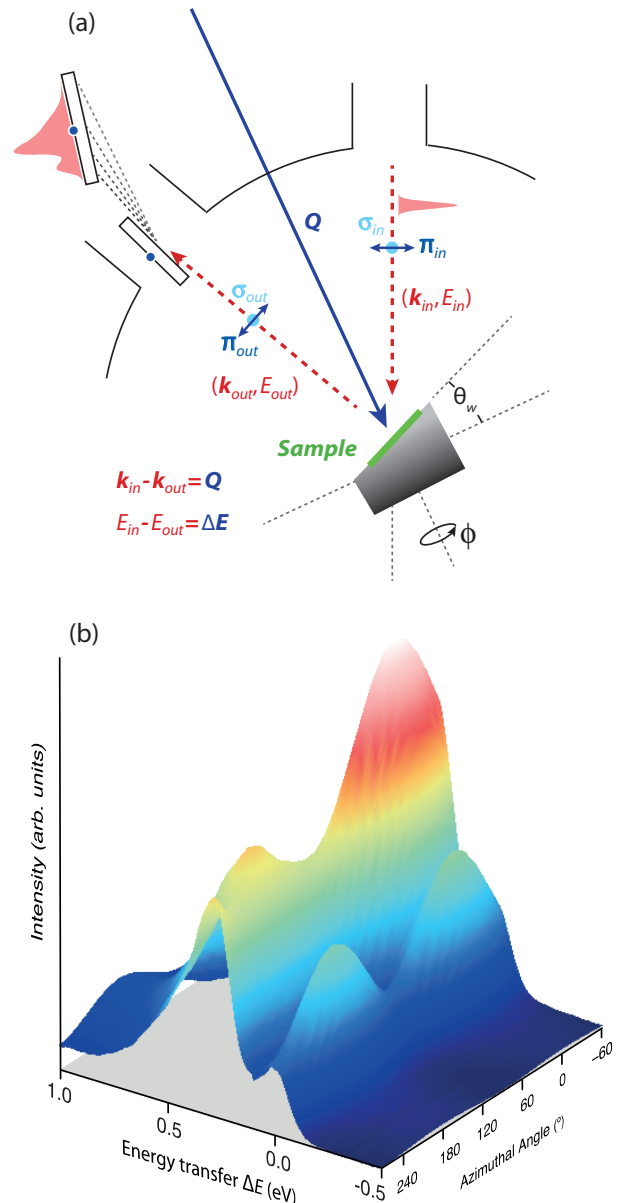 (a)
Q
σin
πin
(kin, Ein)
σout
πout
(kout, Eout)
θw
Sample
kin-kout=Q
Ein-Eout=ΔE
ϕ
(b)
Intensity (arb. units)
1.0
0.5
0.0
-0.5
Energy transfer ΔE (eV)
240
180
120
60
0
-60
Azimuthal Angle (°)